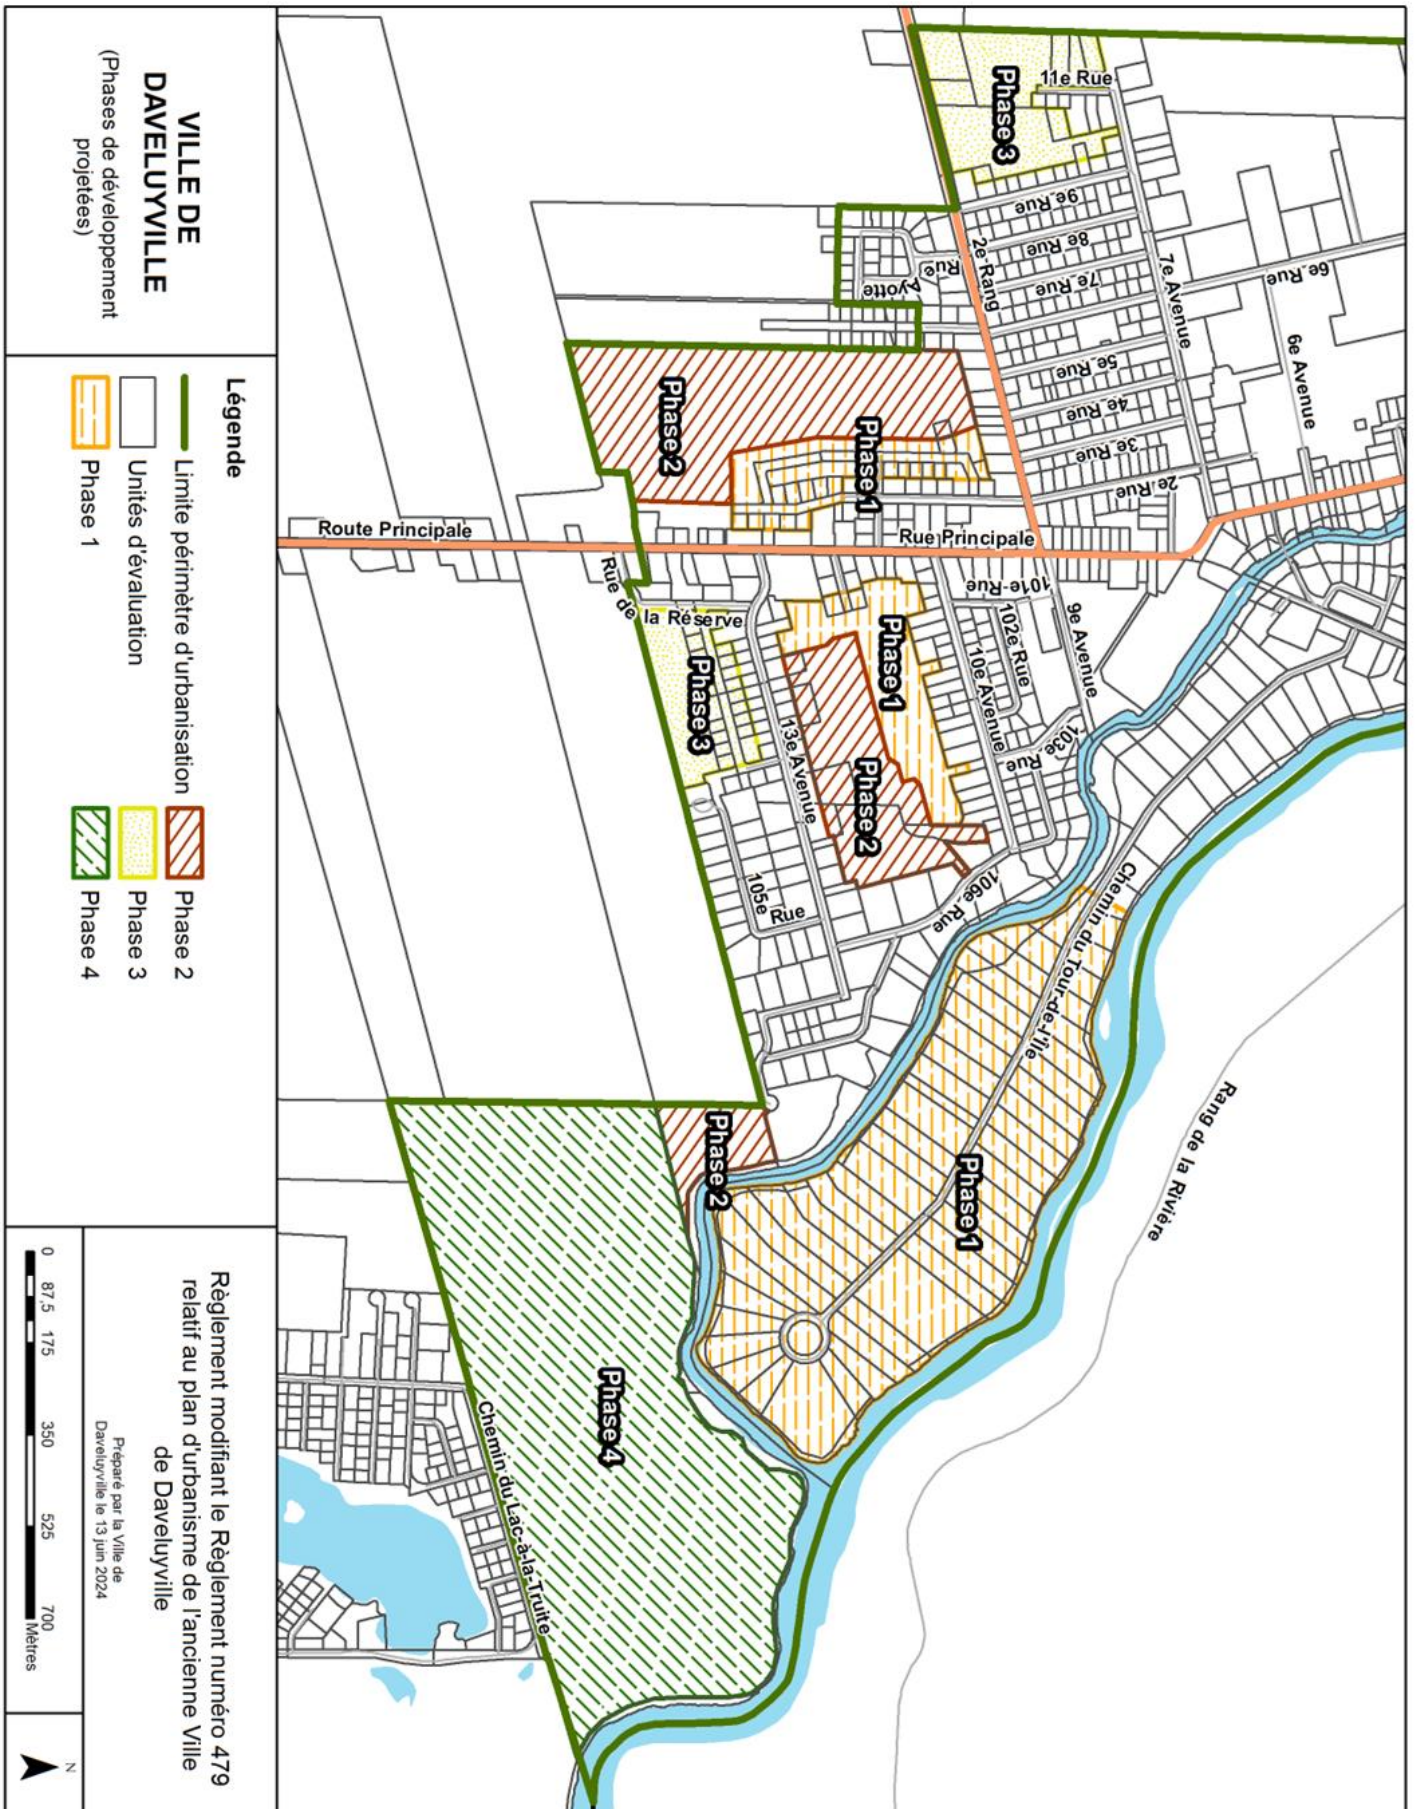 VILLE DE
DAVELUYVILLE
(Phases de développement
projetées)
Légende
Limite périmètre d'urbanisation
Unités d'évaluation
Phase 1
Phase 2
Phase 3
Phase 4
Règlement modifiant le Règlement numéro 479
relatif au plan d'urbanisme de l'ancienne Ville
de Daveluyville
Préparé par la Ville de
Daveluyville le 13 juin 2024
0 87,5 175 350 525 700
Mètres
N
Phase 3
11e Rue
9e Rue
8e Rue
7e Rue
7e Avenue
6e Rue
6e Avenue
5e Rue
4e Rue
3e Rue
2e Rue
2e Rang
Rue
Ayotte
Phase 2
Phase 1
Route Principale
Rue Principale
101e Rue
102e Rue
9e Avenue
10e Avenue
103e
Rue
Rue de la Réserve
Phase 1
Phase 3
13e Avenue
Phase 2
105e
Rue
106e
Rue
Chemin du Tour-de-l'Île
Rang de la Rivière
Phase 2
Phase 1
Phase 4
Chemin du Lac-à-la-Truite